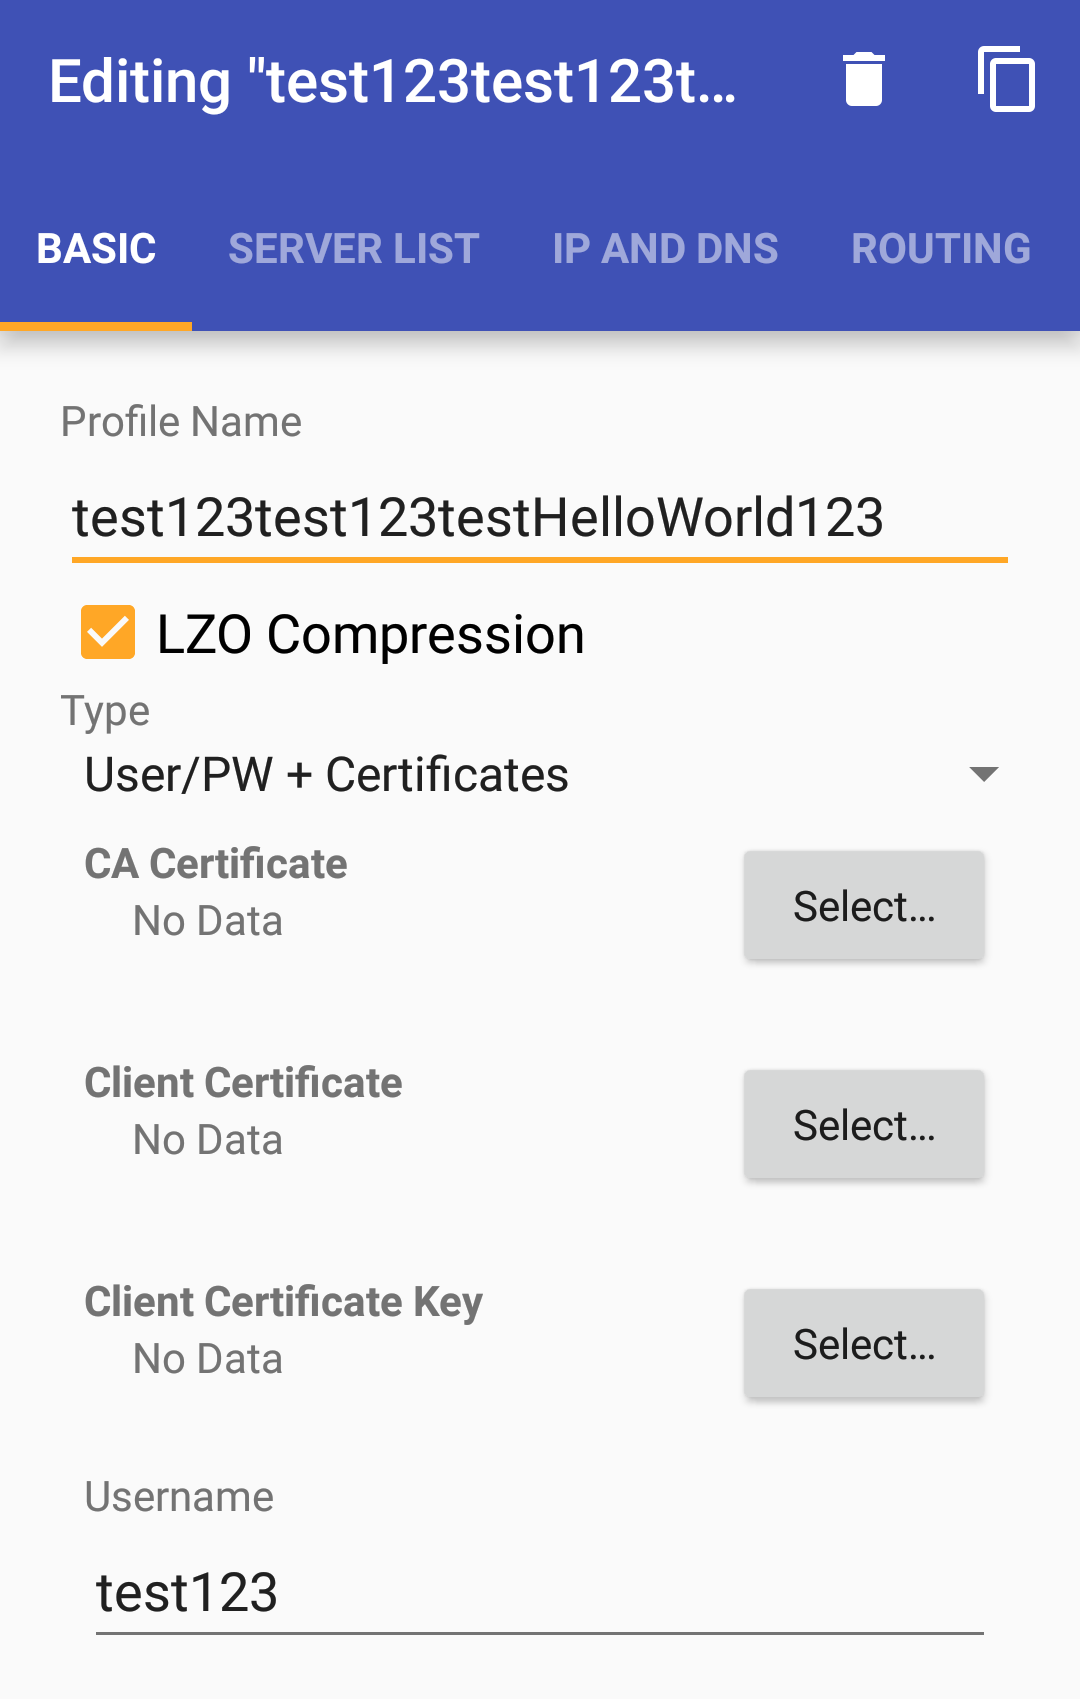 Editing "test123test123t...
BASIC SERVER LIST IP AND DNS ROUTING
Profile Name
test123test123testHelloWorld123
LZO Compression
Type
User/PW + Certificates
CA Certificate
No Data
Select...
Client Certificate
No Data
Select...
Client Certificate Key
No Data
Select...
Username
test123